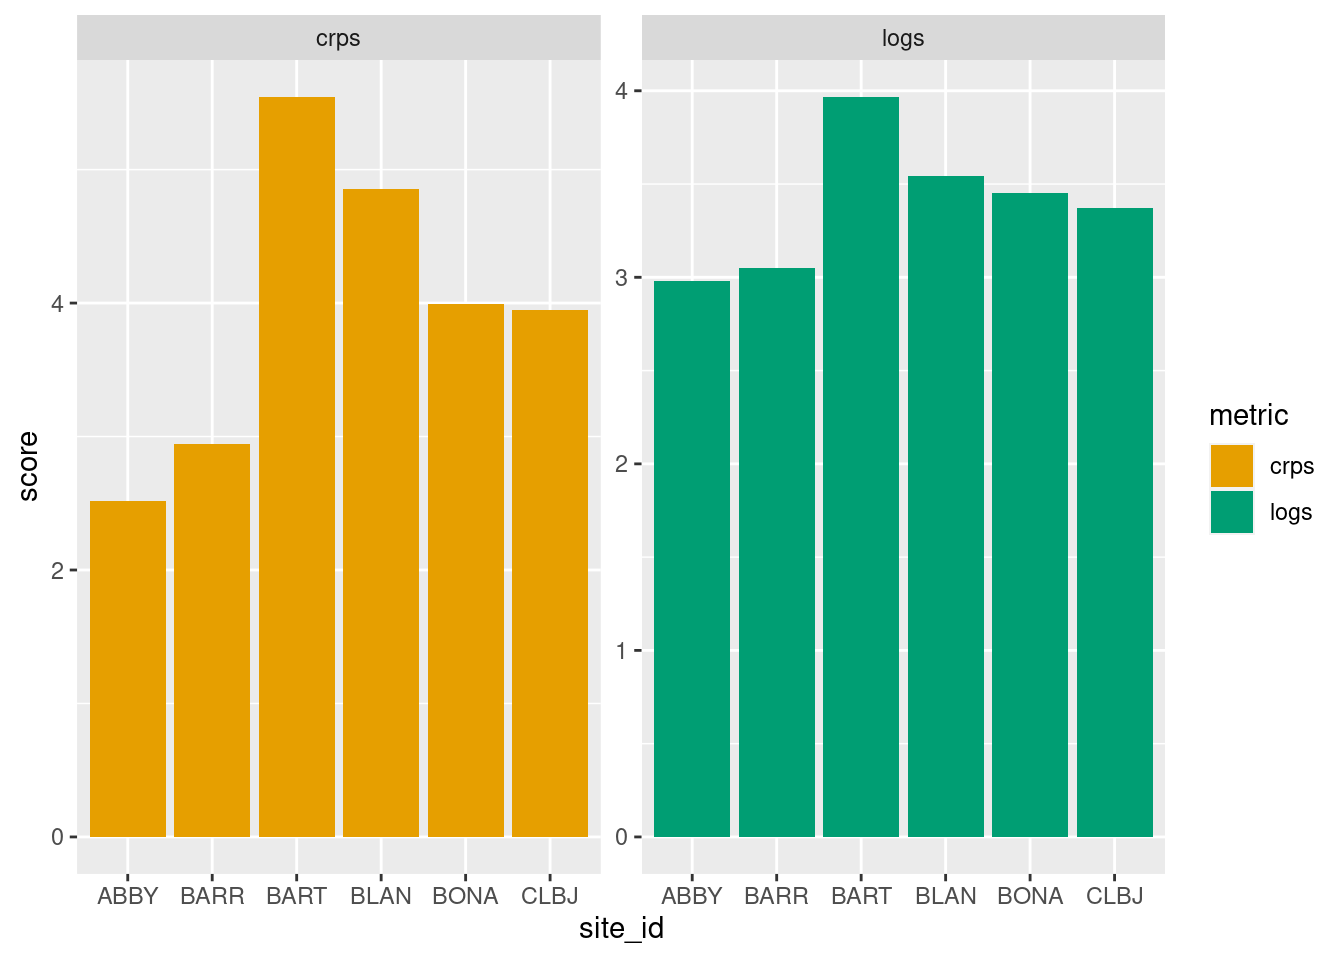 crps
logs
score
4
2
0
4
3
2
1
0
ABBY BARR BART BLAN BONA CLBJ
ABBY BARR BART BLAN BONA CLBJ
site_id
metric
crps
logs